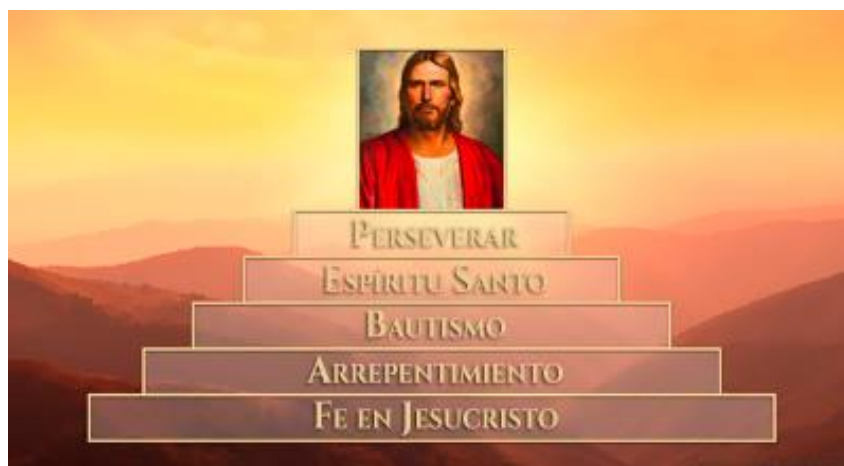 Perseverar
Espíritu Santo
Bautismo
Arrepentimiento
Fe en Jesucristo